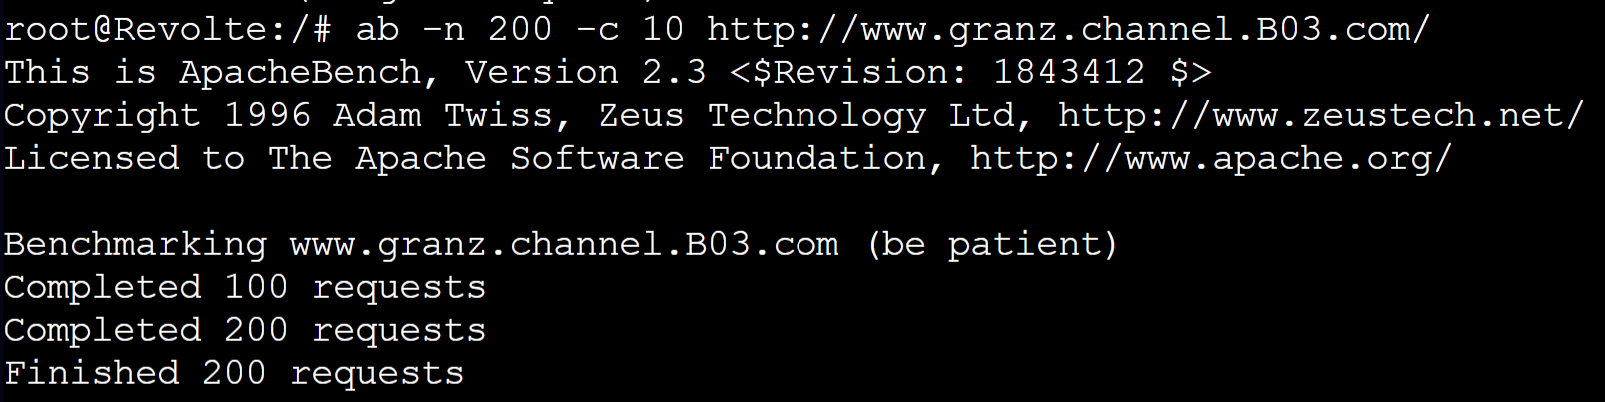 root@Revolte:/# ab -n 200 -c 10 http://www.granz.channel.B03.com/
This is ApacheBench, Version 2.3 <$Revision: 1843412 $>
Copyright 1996 Adam Twiss, Zeus Technology Ltd, http://www.zeustech.net/
Licensed to The Apache Software Foundation, http://www.apache.org/

Benchmarking www.granz.channel.B03.com (be patient)
Completed 100 requests
Completed 200 requests
Finished 200 requests